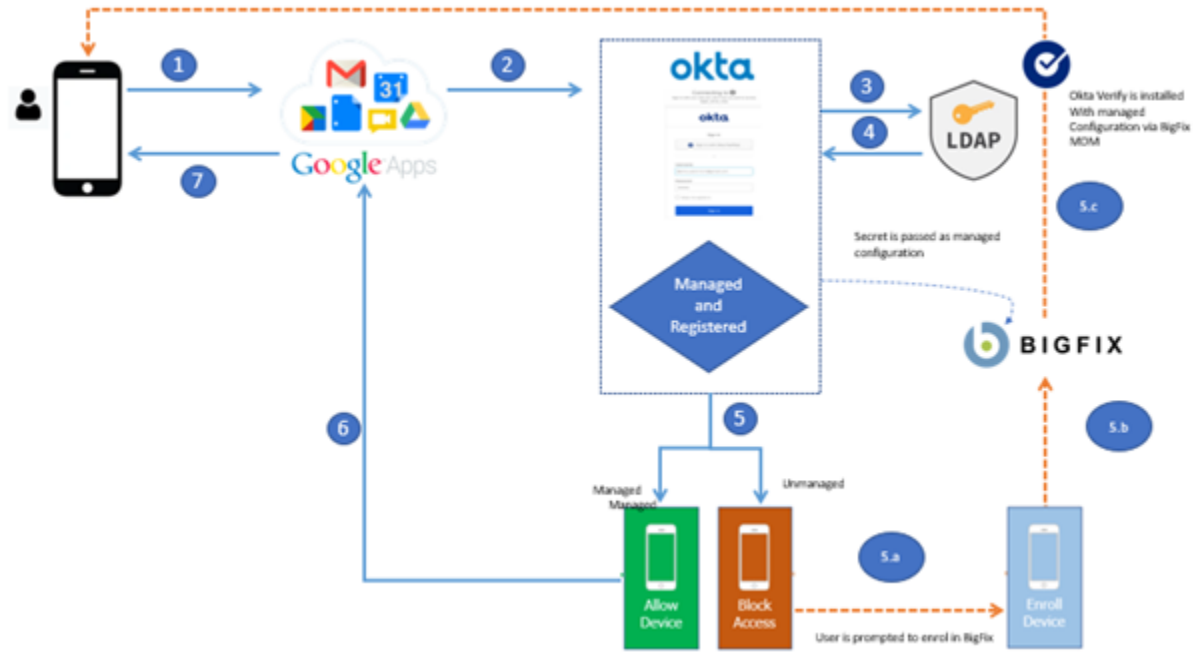 1
2
31
Google Apps
7
okta
okta
3
4
LDAP
Okta Verify is installed
With managed
Configuration via BigFix
MDM
5.c
Secret is passed as managed
configuration
Managed
and
Registered
BIGFIX
6
5
5.b
Managed
Managed
Unmanaged
5.a
Allow
Device
Block
Access
Enroll
Device
User is prompted to enrol in BigFix